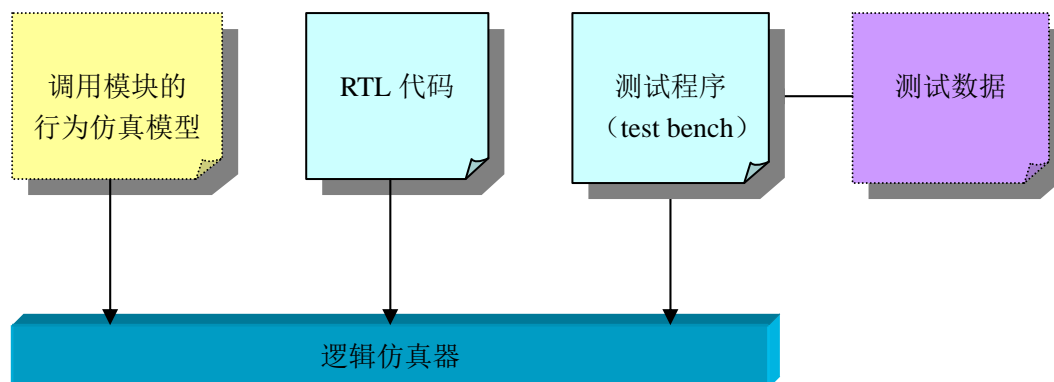 调用模块的
行为仿真模型
RTL 代码
测试程序
（test bench）
测试数据
逻辑仿真器